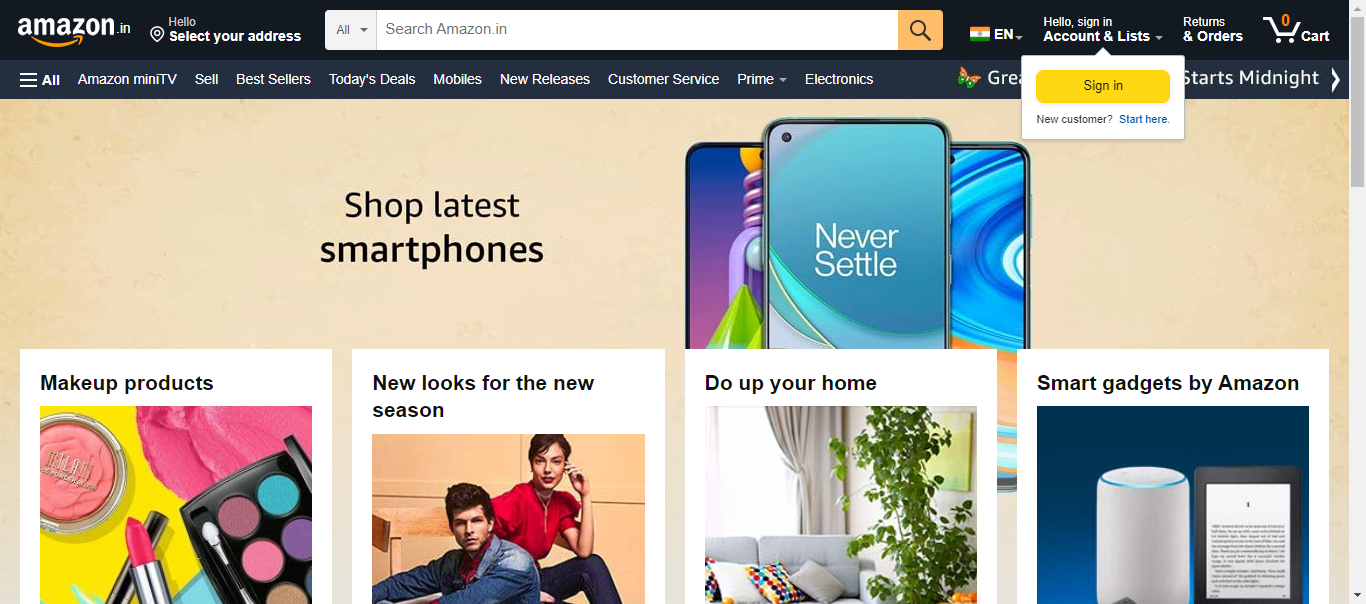 amazon.in
Hello
Select your address
All
Search Amazon.in
EN
Hello, sign in
Account & Lists
Returns
& Orders
0
Cart
All
Amazon miniTV
Sell
Best Sellers
Today's Deals
Mobiles
New Releases
Customer Service
Prime
Electronics
Starts Midnight
Sign in
New customer? Start here.
Shop latest
smartphones
Never
Settle
Makeup products
New looks for the new
season
Do up your home
Smart gadgets by Amazon
MILANI